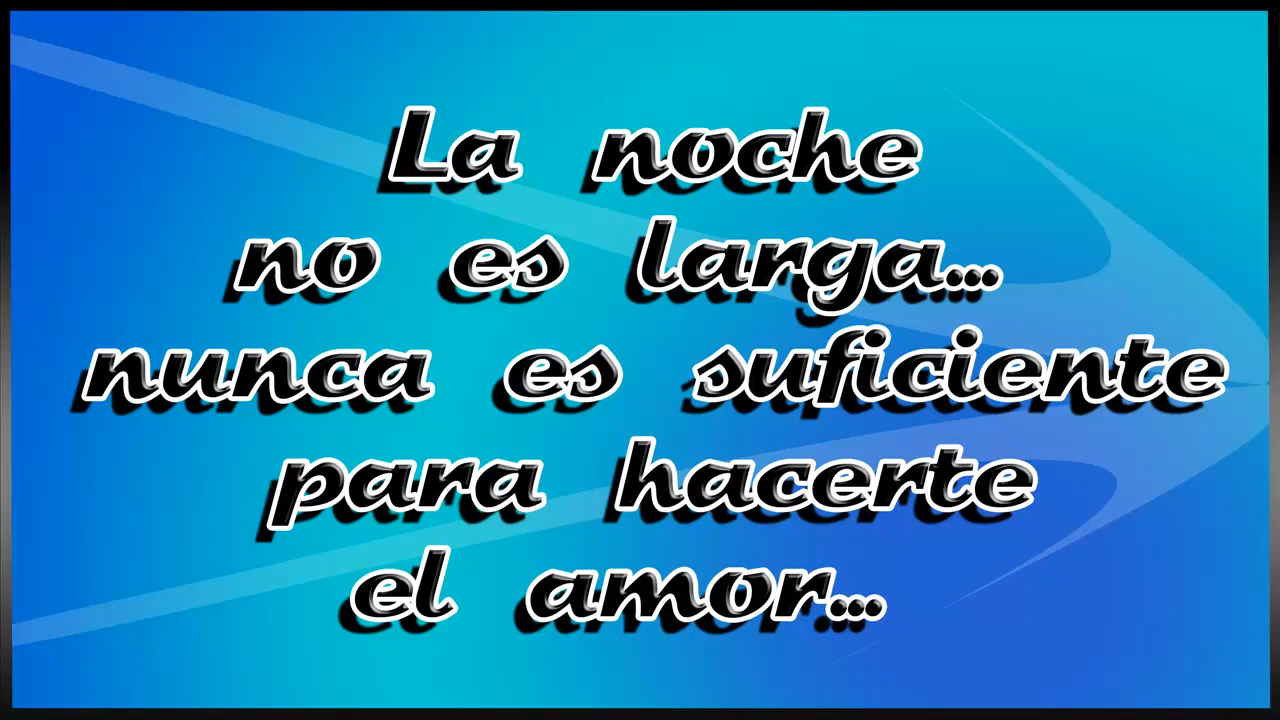 La noche
no es larga...
nunca es suficiente
para hacerte
el amor...